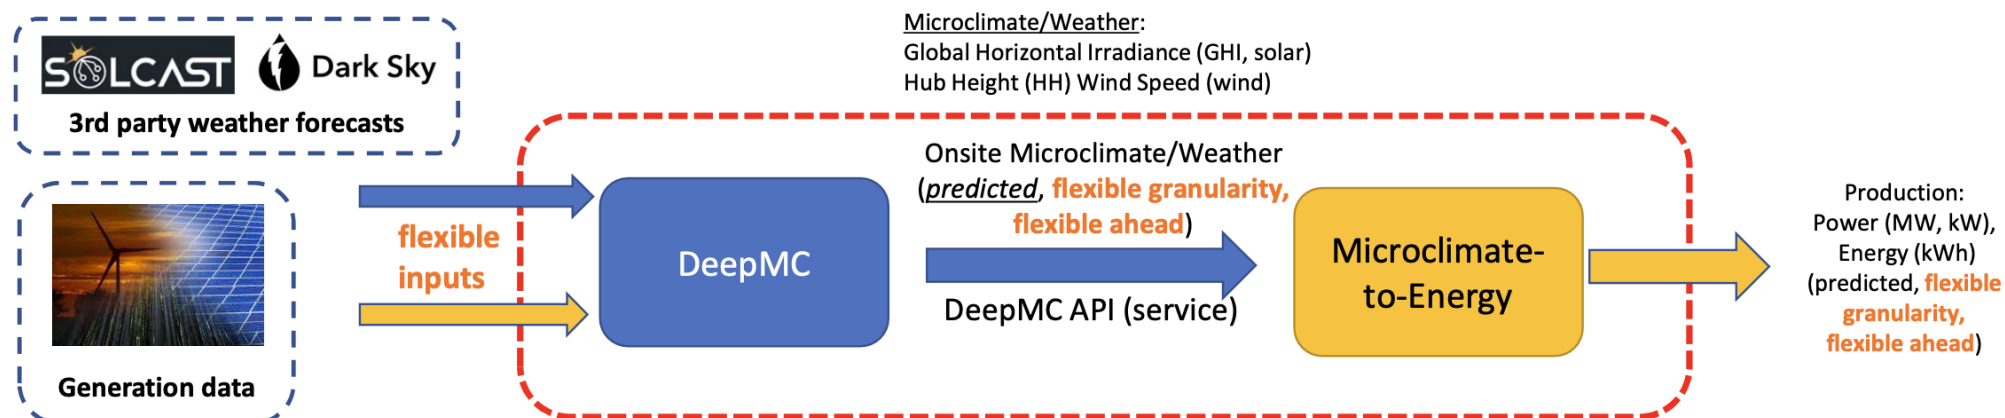 SOLCAST
Dark Sky
3rd party weather forecasts
Generation data
flexible
inputs
DeepMC
Microclimate/Weather:
Global Horizontal Irradiance (GHI, solar)
Hub Height (HH) Wind Speed (wind)
Onsite Microclimate/Weather
(predicted, flexible granularity,
flexible ahead)
DeepMC API (service)
Microclimate-
to-Energy
Production:
Power (MW, kW),
Energy (kWh)
(predicted, flexible
granularity,
flexible ahead)